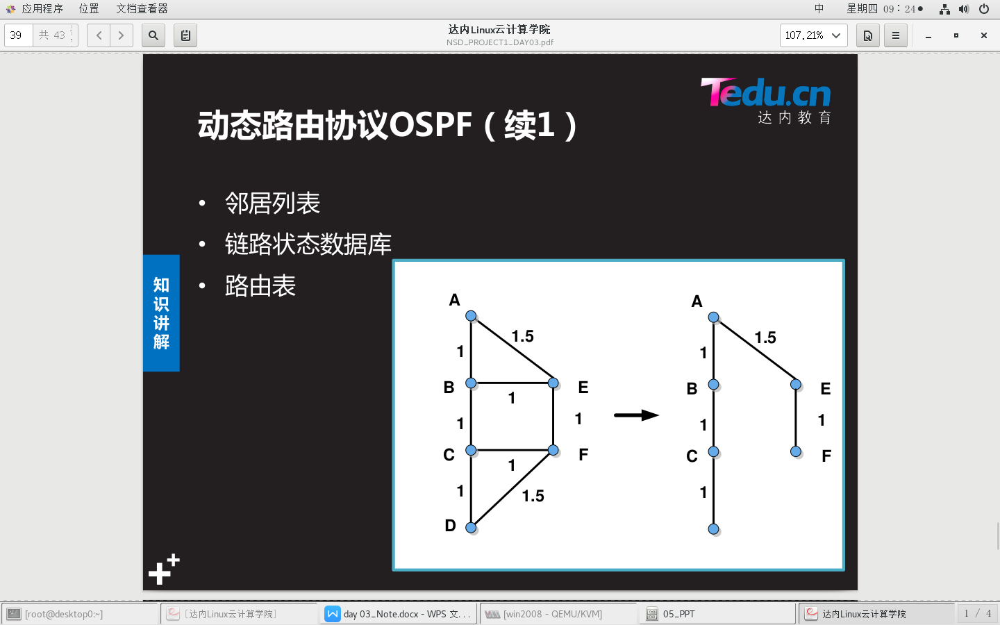 应用程序 位置 文档查看器 中 星期四 09：24
39 共 43 107.21%
达内Linux云计算学院
NSD_PROJECT1_DAY03.pdf
Tedu.cn
达内教育
动态路由协议OSPF（续1）
• 邻居列表
• 链路状态数据库
• 路由表
知识讲解
A
1.5
1
B
E
1
1
1
C
F
1
1
1.5
D
A
1.5
1
B
E
1
1
C
F
1
[root@desktop0:~] [达内Linux云计算学院] day 03_Note.docx - WPS 文... [win2008 - QEMU/KVM] 05_PPT 达内Linux云计算学院 1 / 4